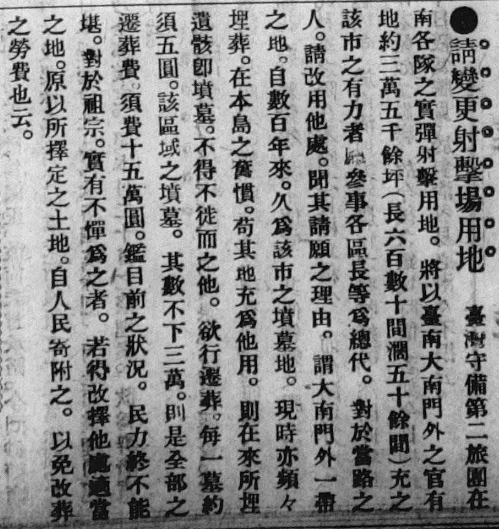 ●請變更射擊場用地　臺灣守備第二旅團在
南各隊之實彈射擊用地。將以臺南大南門外之官有
地約三萬五千餘坪(長六百數十間濶五十餘間)充之
該市之有力者 參事各區長等爲總代。對於當路之
人。請改用他處。聞其請願之理由。謂大南門外一帶
之地。自數百年來。久爲該市之墳墓地。現時亦頻々
埋葬。在本島之舊慣。苟其地充爲他用。則在來所埋
遺骸卽墳墓。不得不徙而之他。欲行遷葬。每一墓約
須五圓。該區域之墳墓。其數不下三萬。則是全部之
遷葬費。須費十五萬圓。鑑目前之狀況。民力終不能
堪。對於祖宗。實有不憚爲之者。若得改擇他處適當
之地。原以所擇定之土地。自人民寄附之。以免改葬
之勞費也云。